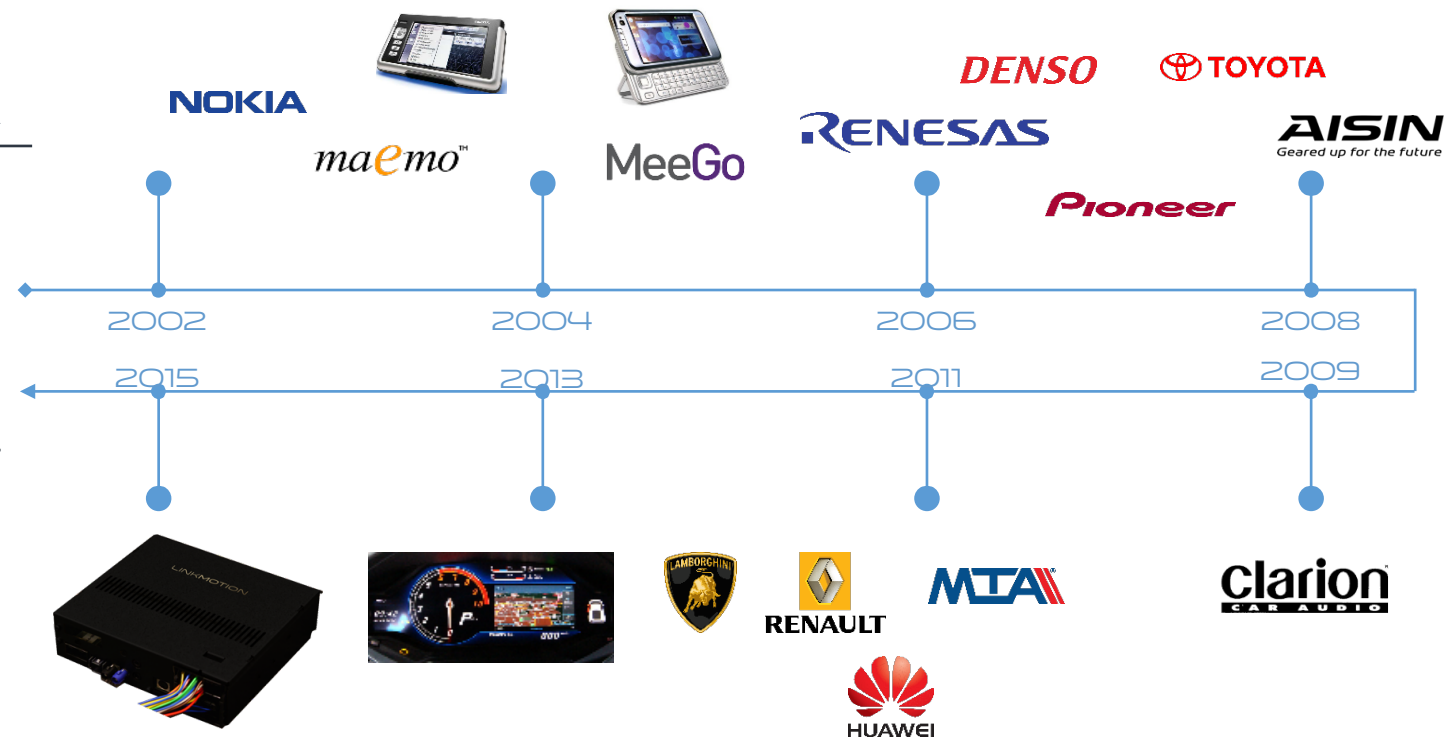 DENSO
TOYOTA
NOKIA
RENESAS
AISIN
Geared up for the future
maemo™
MeeGo
Pioneer
2002
2004
2006
2008
2015
2013
2011
2009
LINKMOTION
LAMBORGHINI
RENAULT
MTA
clarion
CAR AUDIO
HUAWEI